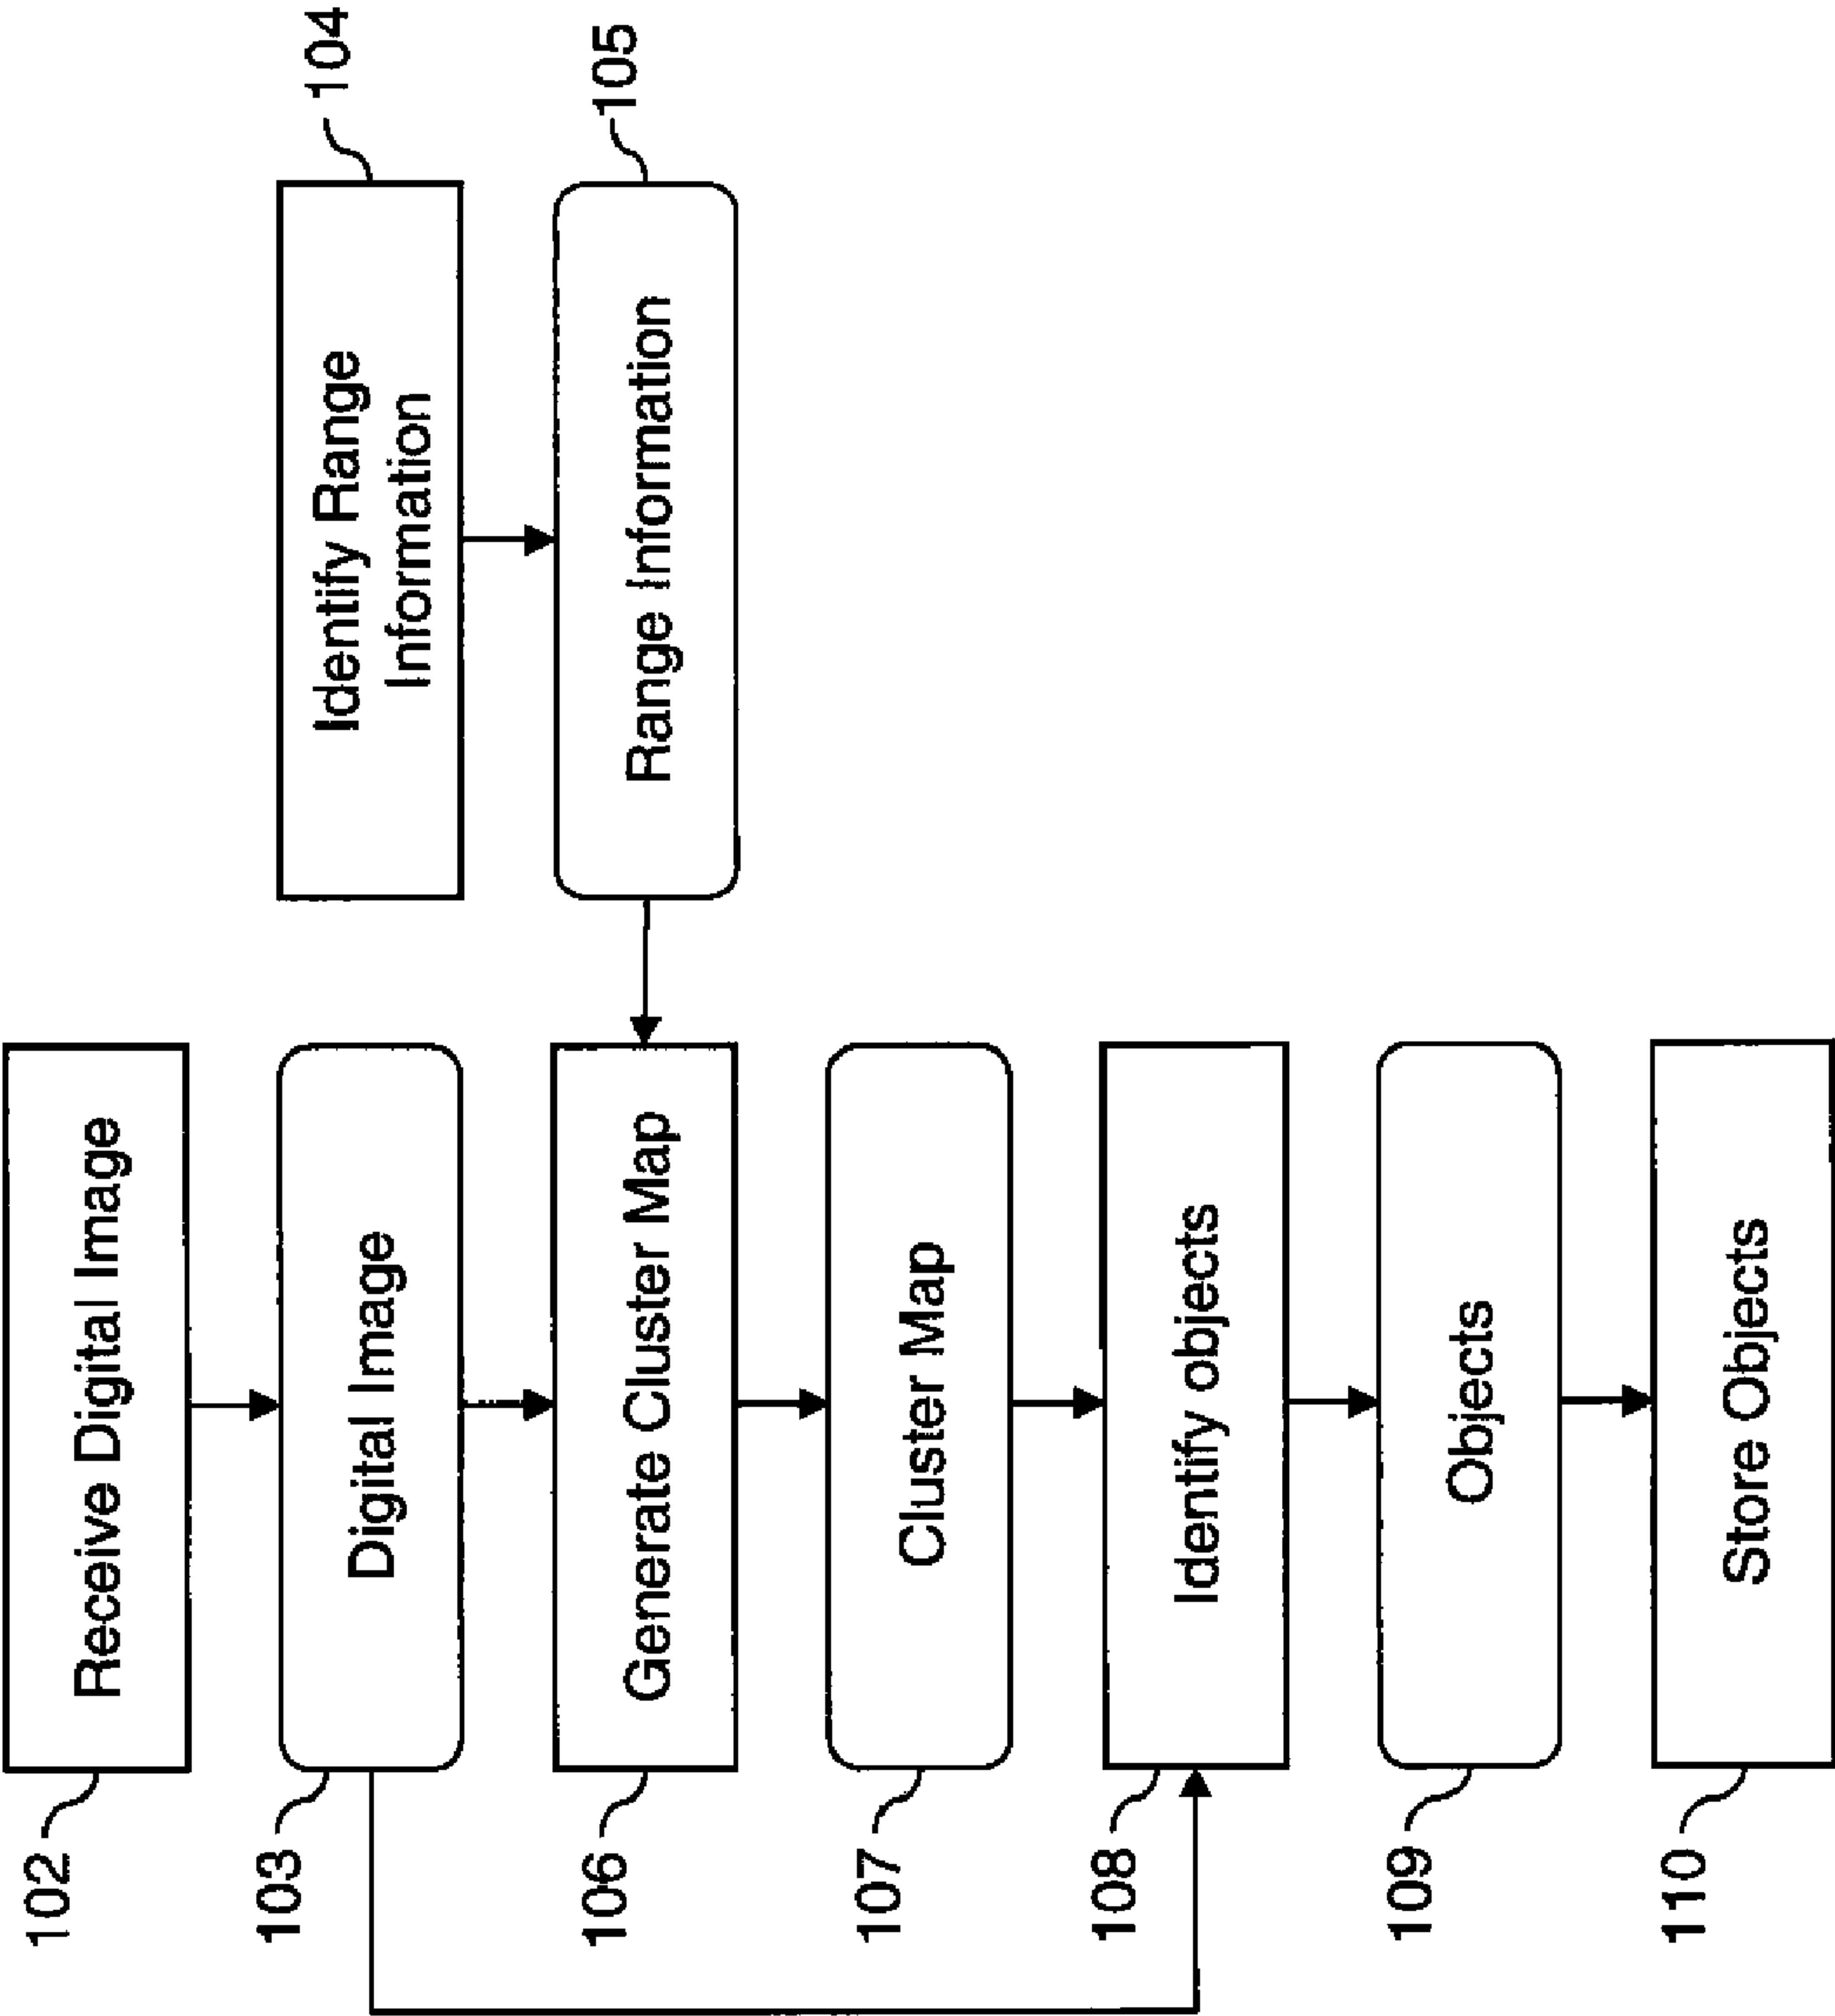 102
Receive Digital Image
103
Digital Image
Identify Range
Information
104
106
Generate Cluster Map
Range Information
105
107
Cluster Map
108
Identify objects
109
Objects
110
Store Objects